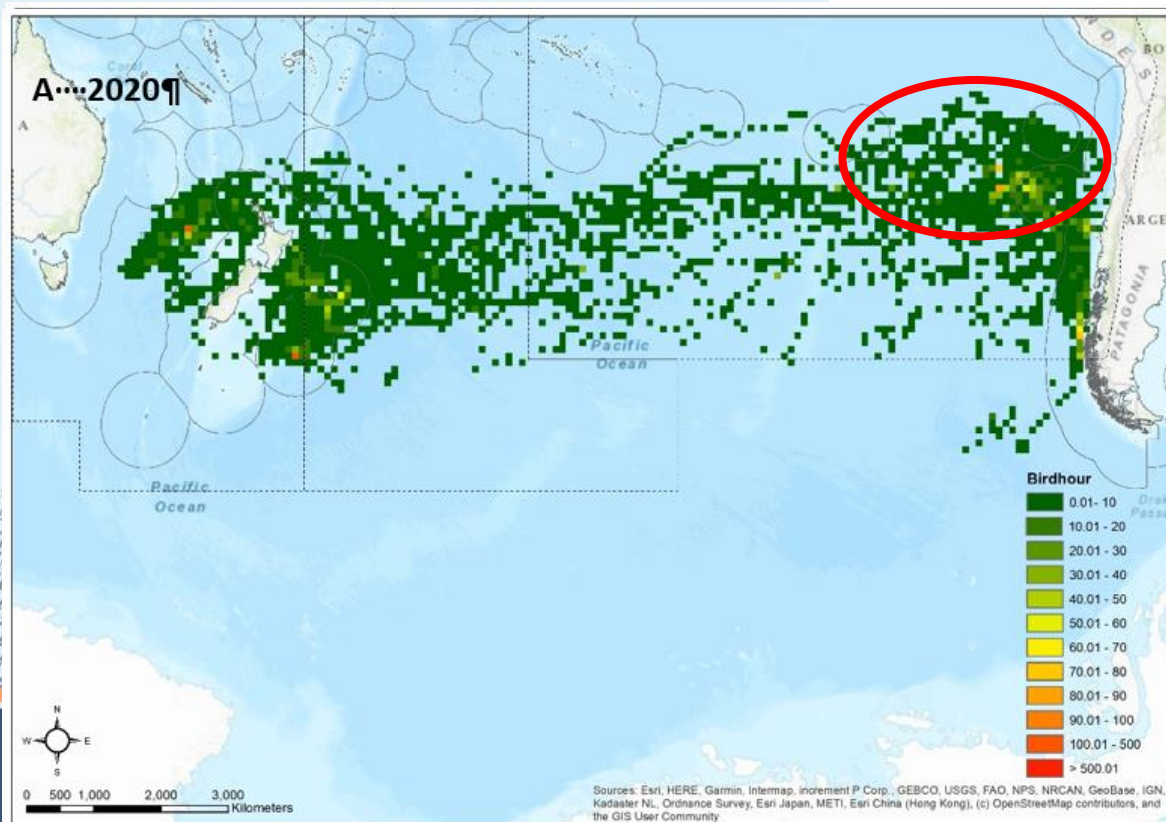 A····2020¶
Coral
A
ANDES
BO
ARGE
PATAGONIA
Pacific
Ocean
Pacific
Ocean
Birdhour
0.01- 10
10.01 - 20
20.01 - 30
30.01 - 40
40.01 - 50
50.01 - 60
60.01 - 70
70.01 - 80
80.01 - 90
90.01 - 100
100.01 - 500
> 500.01
N
W
E
S
0 500 1,000 2,000 3,000
Kilometers
Sources: Esri, HERE, Garmin, Intermap, increment P Corp., GEBCO, USGS, FAO, NPS, NRCAN, GeoBase, IGN,
Kadaster NL, Ordnance Survey, Esri Japan, METI, Esri China (Hong Kong), (c) OpenStreetMap contributors, and
the GIS User Community